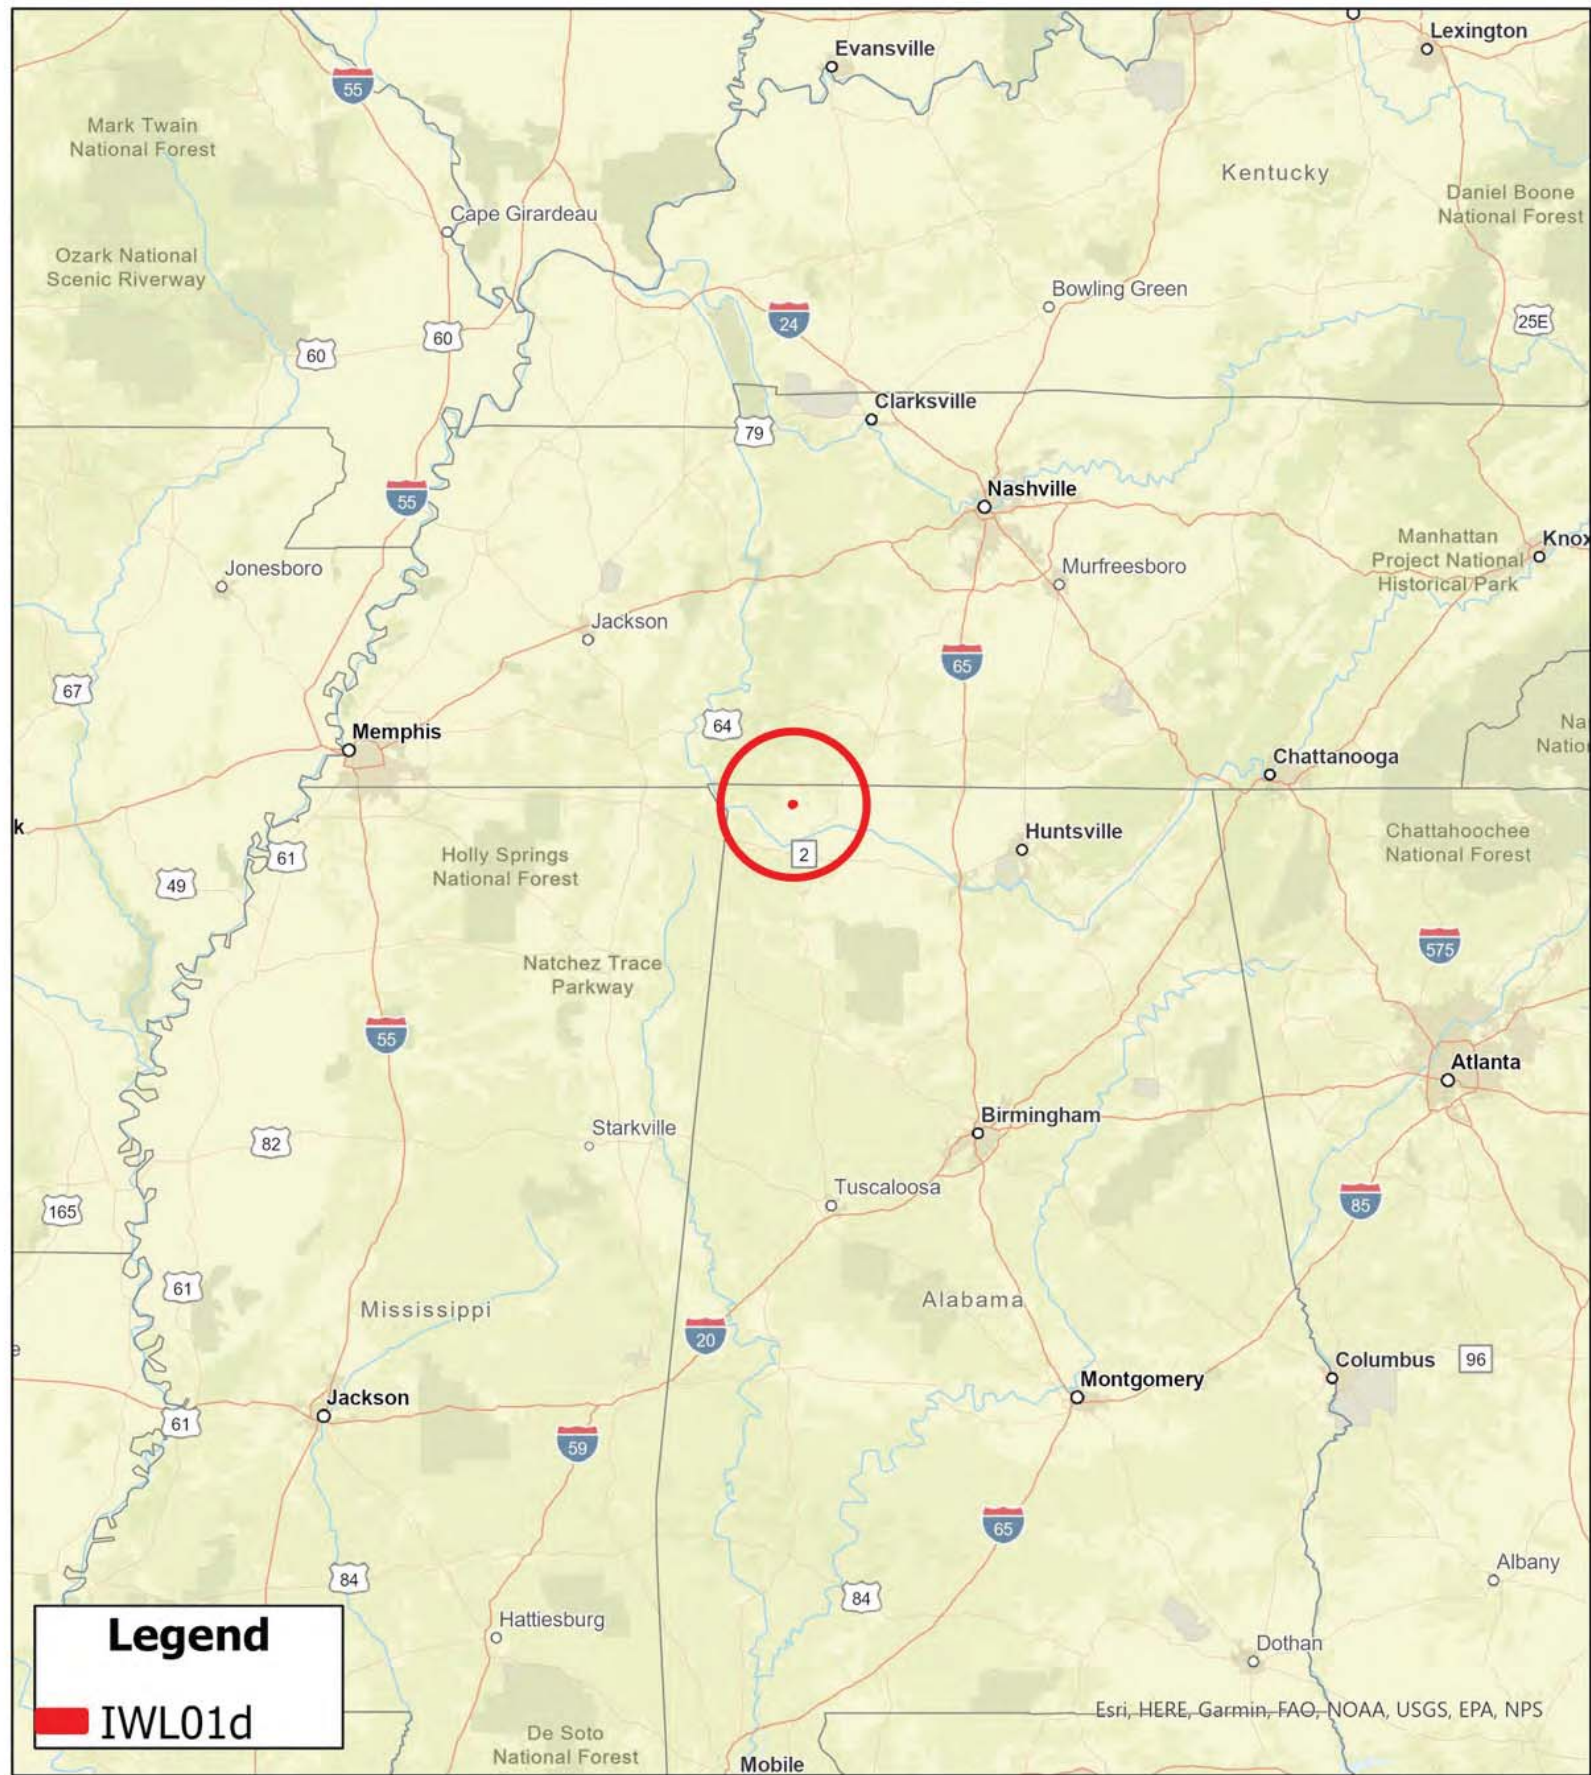 Lexington
Evansville
55
Mark Twain
National Forest
Kentucky
Daniel Boone
National Forest
Cape Girardeau
Ozark National
Scenic Riverway
Bowling Green
24
25E
60
60
Clarksville
79
55
Nashville
Manhattan
Project National
Historical Park
Knox
Jonesboro
Murfreesboro
Jackson
65
67
64
Memphis
Na
Nation
Chattanooga
k
Huntsville
Chattahoochee
National Forest
61
2
Holly Springs
National Forest
49
575
Natchez Trace
Parkway
55
Atlanta
Birmingham
Starkville
82
Tuscaloosa
165
85
61
Mississippi
Alabama
20
e
Columbus
96
Montgomery
Jackson
61
59
65
Albany
84
84
Hattiesburg
Dothan
Legend
IWL01d
Esri, HERE, Garmin, FAO, NOAA, USGS, EPA, NPS
De Soto
National Forest
Mobile